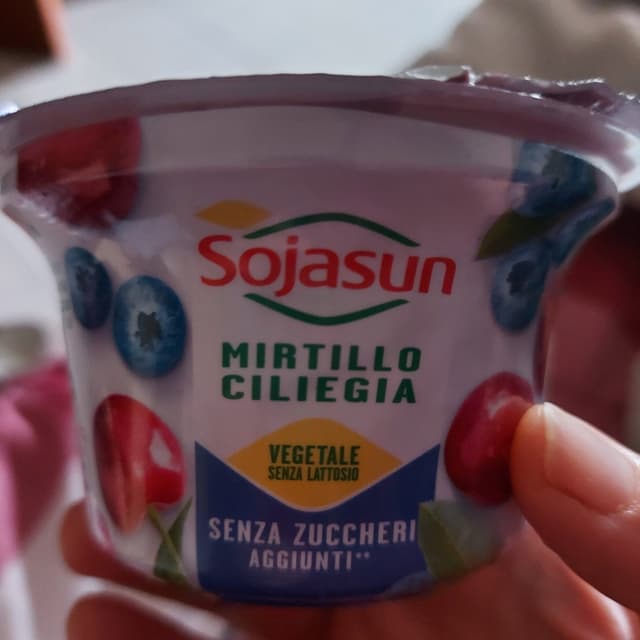 Sojasun
MIRTILLO
CILIEGIA
VEGETALE
SENZA LATTOSIO
SENZA ZUCCHERI
AGGIUNTI**